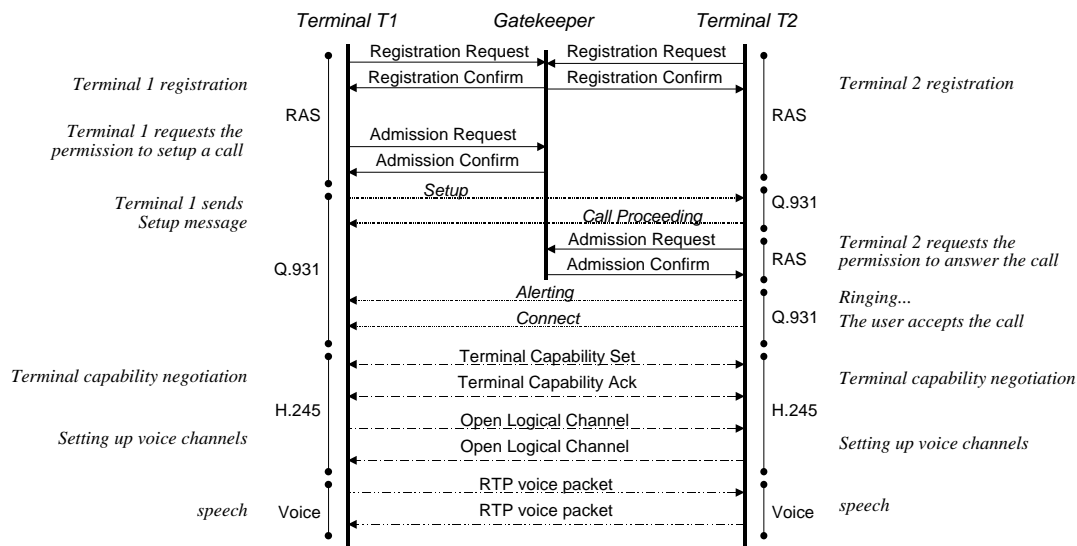 Terminal T1 Gatekeeper Terminal T2
Registration Request Registration Request
Terminal 1 registration Registration Confirm Registration Confirm Terminal 2 registration
RAS RAS
Terminal 1 requests the
permission to setup a call
Admission Request
Admission Confirm
Setup
Terminal 1 sends
Setup message
Q.931
Call Proceeding
Admission Request
Terminal 2 requests the
permission to answer the call
RAS
Admission Confirm
Q.931
Alerting
Ringing...
Q.931
Connect
The user accepts the call
Terminal Capability Set
Terminal capability negotiation Terminal Capability Ack Terminal capability negotiation
H.245 H.245
Open Logical Channel
Setting up voice channels Open Logical Channel Setting up voice channels
RTP voice packet
speech Voice RTP voice packet Voice speech